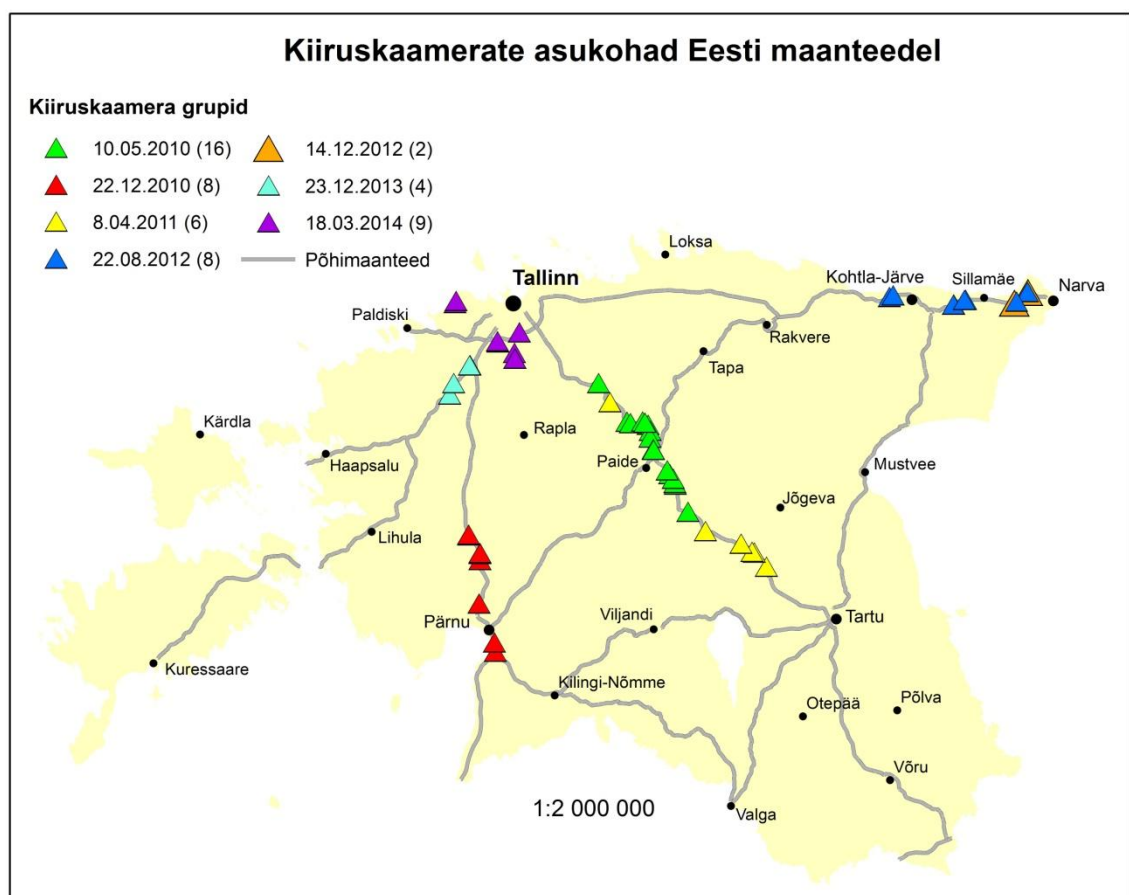 Kiiruskaamerate asukohad Eesti maanteedel
Kiiruskaamera grupid
10.05.2010 (16)
14.12.2012 (2)
22.12.2010 (8)
23.12.2013 (4)
8.04.2011 (6)
18.03.2014 (9)
22.08.2012 (8)
Põhimaanteed
Loksa
Tallinn
Kohtla-Järve
Sillamäe
Narva
Paldiski
Rakvere
Tapa
Kärdla
Rapla
Haapsalu
Paide
Mustvee
Jõgeva
Lihula
Pärnu
Viljandi
Tartu
Kuressaare
Kilingi-Nõmme
Otepää
Põlva
Võru
1:2 000 000
Valga